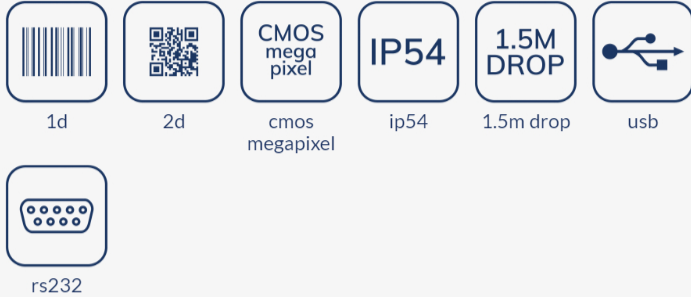 CMOS
mega
pixel
IP54
1.5M
DROP
1d
2d
cmos
megapixel
ip54
1.5m drop
usb
rs232